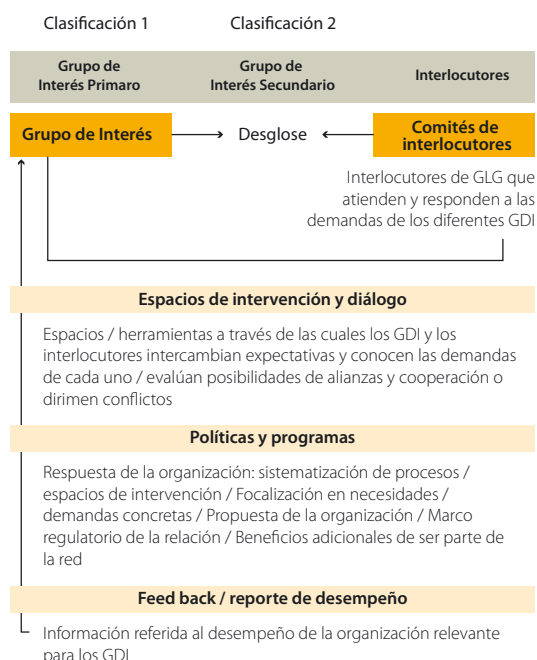 Clasificación 1 Clasificación 2
Grupo de Interés Primaro Grupo de Interés Secundario Interlocutores
Grupo de Interés Desglose Comités de interlocutores
Interlocutores de GLG que
atienden y responden a las
demandas de los diferentes GDI
Espacios de intervención y diálogo
Espacios / herramientas a través de las cuales los GDI y los
interlocutores intercambian expectativas y conocen las demandas
de cada uno / evalúan posibilidades de alianzas y cooperación o
dirimen conflictos
Políticas y programas
Respuesta de la organización: sistematización de procesos /
espacios de intervención / Focalización en necesidades /
demandas concretas / Propuesta de la organización / Marco
regulatorio de la relación / Beneficios adicionales de ser parte de
la red
Feed back / reporte de desempeño
Información referida al desempeño de la organización relevante
para los GDI